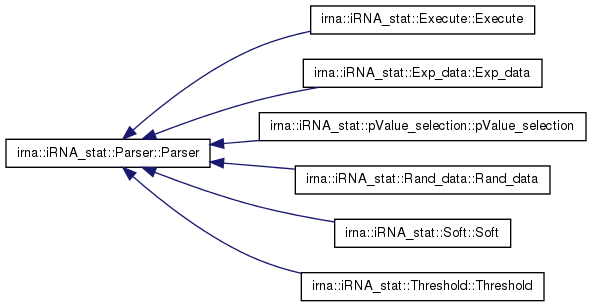 irna::iRNA_stat::Execute::Execute
irna::iRNA_stat::Exp_data::Exp_data
irna::iRNA_stat::pValue_selection::pValue_selection
irna::iRNA_stat::Parser::Parser
irna::iRNA_stat::Rand_data::Rand_data
irna::iRNA_stat::Soft::Soft
irna::iRNA_stat::Threshold::Threshold